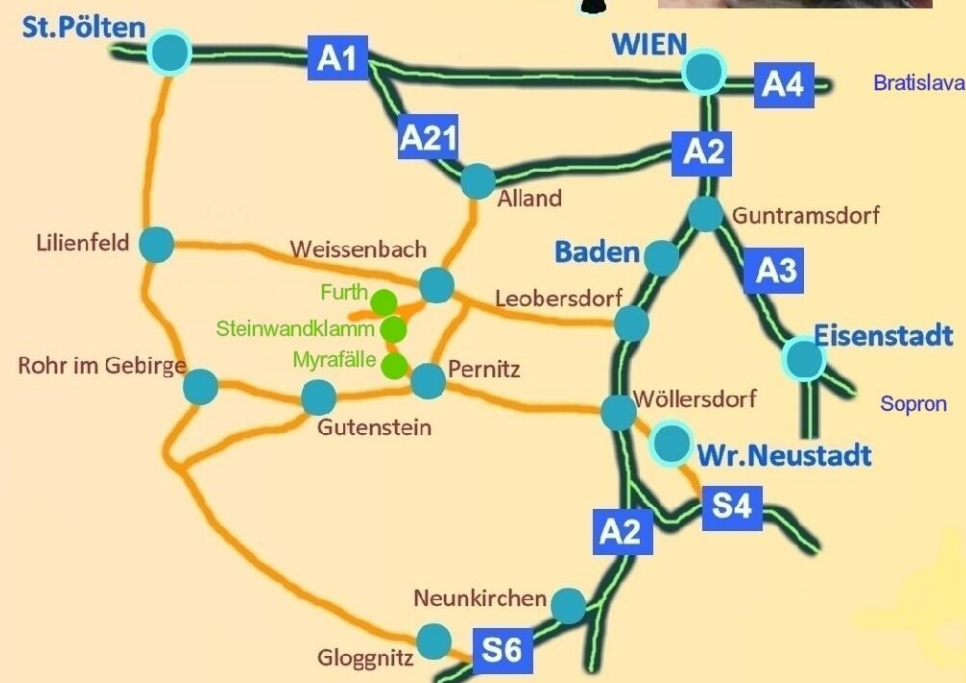 St.Pölten
A1
WIEN
A4
Bratislava
A21
A2
Alland
Guntramsdorf
Lilienfeld
Weissenbach
Baden
A3
Furth
Leobersdorf
Steinwandklamm
Eisenstadt
Myrafälle
Rohr im Gebirge
Pernitz
Sopron
Wöllersdorf
Gutenstein
Wr.Neustadt
S4
A2
Neunkirchen
Gloggnitz
S6